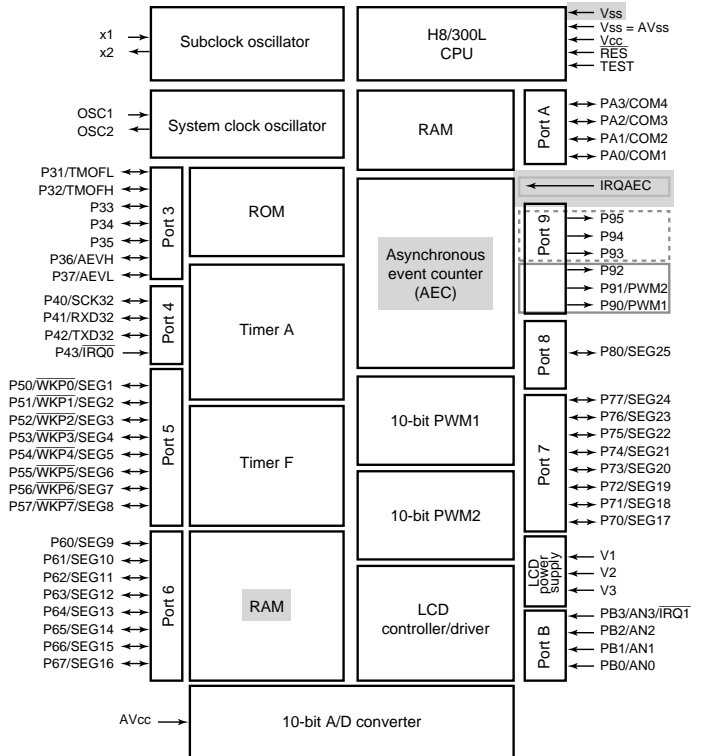 x1
x2
Subclock oscillator
H8/300L
CPU
Vss
Vss = AVss
Vcc
RES
TEST
OSC1
OSC2
System clock oscillator
RAM
Port A
PA3/COM4
PA2/COM3
PA1/COM2
PA0/COM1
P31/TMOFL
P32/TMOFH
P33
P34
P35
P36/AEVH
P37/AEVL
Port 3
ROM
Asynchronous
event counter
(AEC)
IRQAEC
Port 9
P95
P94
P93
P92
P91/PWM2
P90/PWM1
P40/SCK32
P41/RXD32
P42/TXD32
P43/IRQ0
Port 4
Timer A
Port 8
P80/SEG25
P50/WKP0/SEG1
P51/WKP1/SEG2
P52/WKP2/SEG3
P53/WKP3/SEG4
P54/WKP4/SEG5
P55/WKP5/SEG6
P56/WKP6/SEG7
P57/WKP7/SEG8
Port 5
Timer F
10-bit PWM1
10-bit PWM2
Port 7
P77/SEG24
P76/SEG23
P75/SEG22
P74/SEG21
P73/SEG20
P72/SEG19
P71/SEG18
P70/SEG17
P60/SEG9
P61/SEG10
P62/SEG11
P63/SEG12
P64/SEG13
P65/SEG14
P66/SEG15
P67/SEG16
Port 6
RAM
LCD
controller/driver
LCD
power
supply
V1
V2
V3
Port B
PB3/AN3/IRQ1
PB2/AN2
PB1/AN1
PB0/AN0
AVcc
10-bit A/D converter